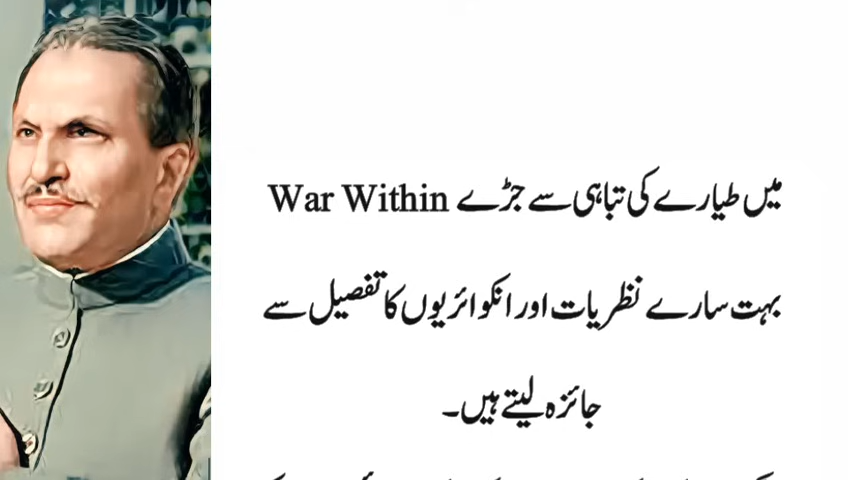 War Within میں طیارے کی تباہی سے جڑے
بہت سارے نظریات اور انکوائریوں کا تفصیل سے
جائزہ لیتے ہیں۔